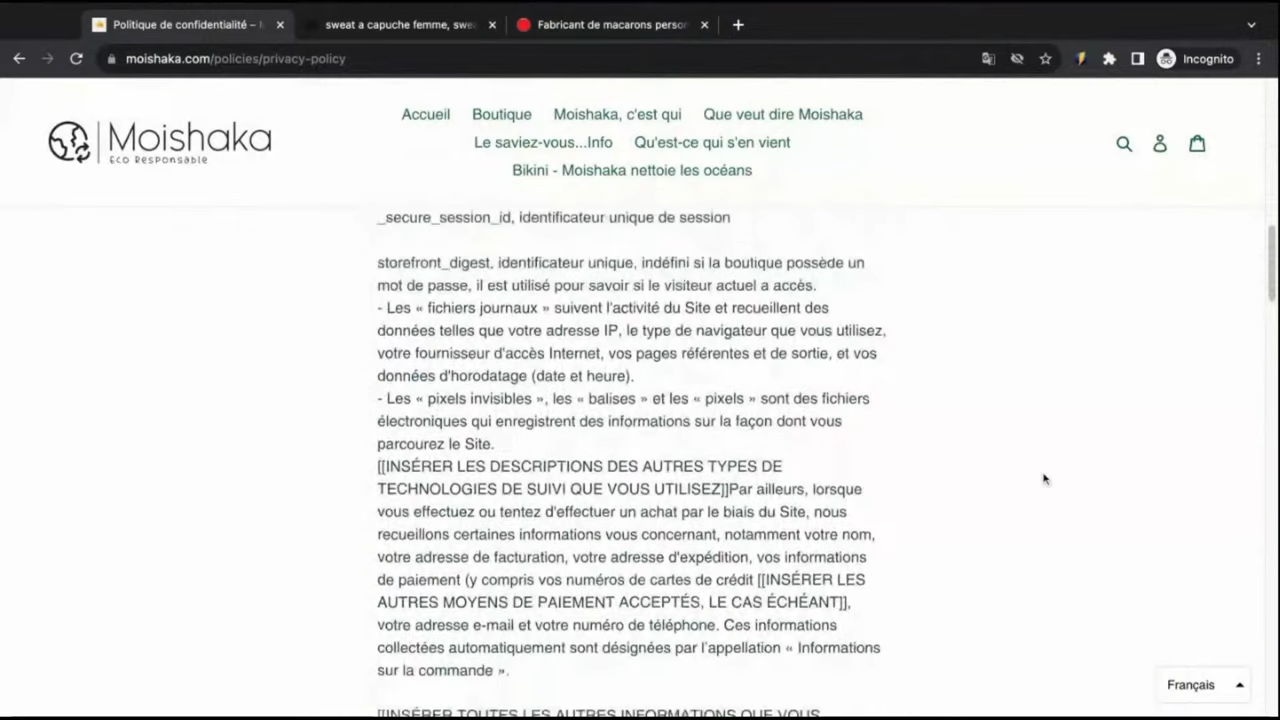 Politique de confidentialité –
sweat a capuche femme, swe
Fabricant de macarons person
moishaka.com/policies/privacy-policy
Incognito
Moishaka
Eco Responsable
Accueil Boutique Moishaka, c'est qui Que veut dire Moishaka
Le saviez-vous...Info Qu'est-ce qui s'en vient
Bikini - Moishaka nettoie les océans
_secure_session_id, identificateur unique de session
storefront_digest, identificateur unique, indéfini si la boutique possède un
mot de passe, il est utilisé pour savoir si le visiteur actuel a accès.
- Les « fichiers journaux » suivent l'activité du Site et recueillent des
données telles que votre adresse IP, le type de navigateur que vous utilisez,
votre fournisseur d'accès Internet, vos pages référentes et de sortie, et vos
données d'horodatage (date et heure).
- Les « pixels invisibles », les « balises » et les « pixels » sont des fichiers
électroniques qui enregistrent des informations sur la façon dont vous
parcourez le Site.
[[INSÉRER LES DESCRIPTIONS DES AUTRES TYPES DE
TECHNOLOGIES DE SUIVI QUE VOUS UTILISEZ]]Par ailleurs, lorsque
vous effectuez ou tentez d'effectuer un achat par le biais du Site, nous
recueillons certaines informations vous concernant, notamment votre nom,
votre adresse de facturation, votre adresse d'expédition, vos informations
de paiement (y compris vos numéros de cartes de crédit [[INSÉRER LES
AUTRES MOYENS DE PAIEMENT ACCEPTÉS, LE CAS ÉCHÉANT]],
votre adresse e-mail et votre numéro de téléphone. Ces informations
collectées automatiquement sont désignées par l'appellation « Informations
sur la commande ».
[[INSÉRER TOUTES LES AUTRES INFORMATIONS QUE VOUS
Français